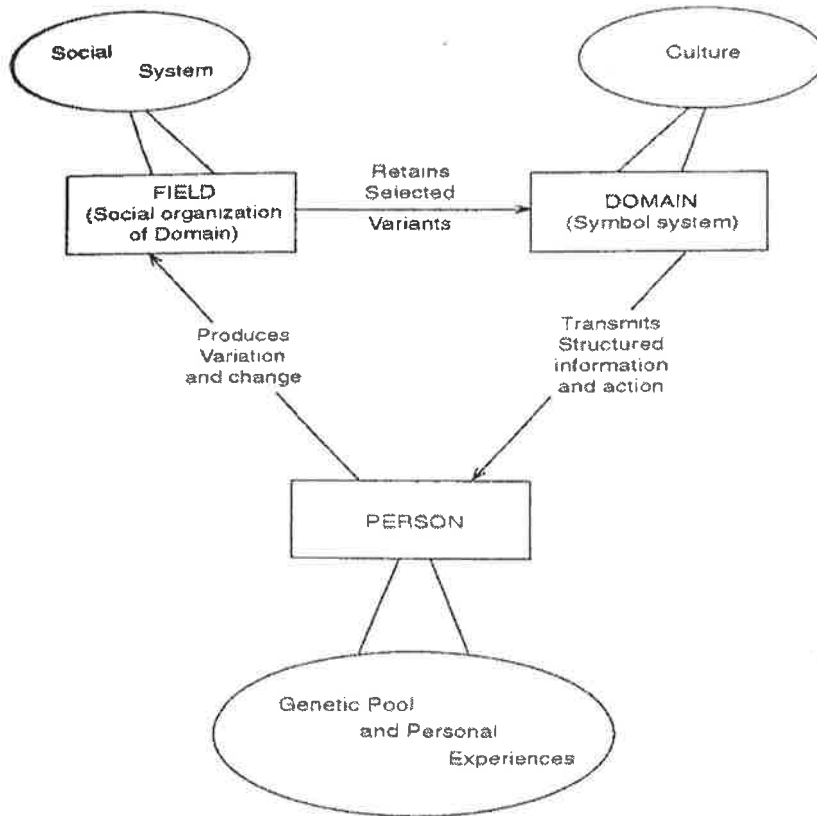 Social
System
Culture
FIELD
(Social organization
of Domain)
Retains
Selected
Variants
DOMAIN
(Symbol system)
Produces
Variation
and change
Transmits
Structured
information
and action
PERSON
Genetic Pool
and Personal
Experiences